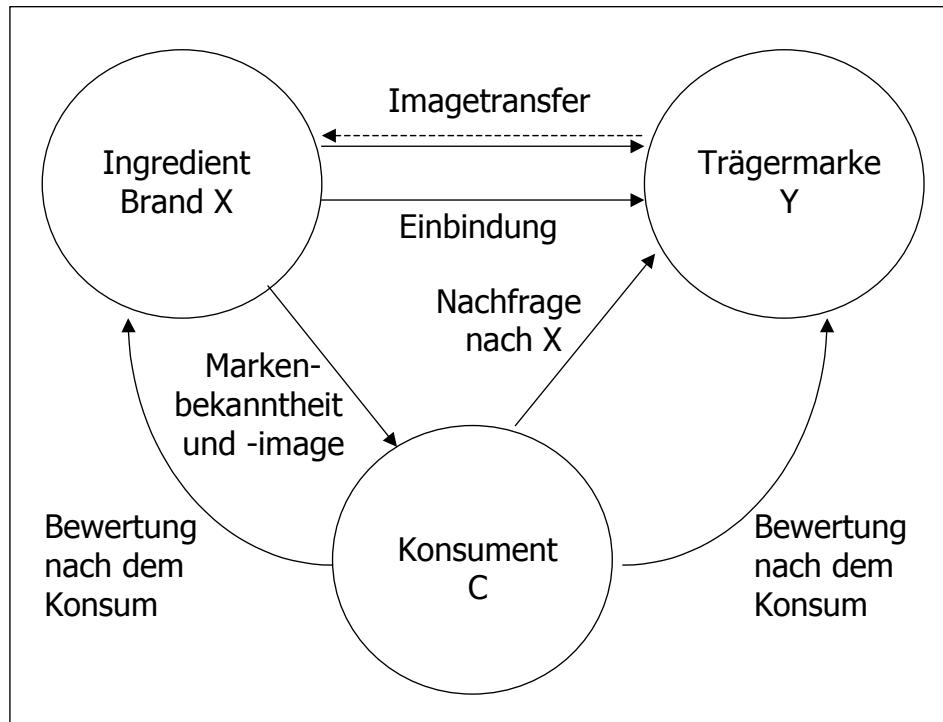 Imagetransfer
Ingredient
Brand X
Trägermarke
Y
Einbindung
Nachfrage
nach X
Marken-
bekanntheit
und -image
Bewertung
nach dem
Konsum
Konsument
C
Bewertung
nach dem
Konsum